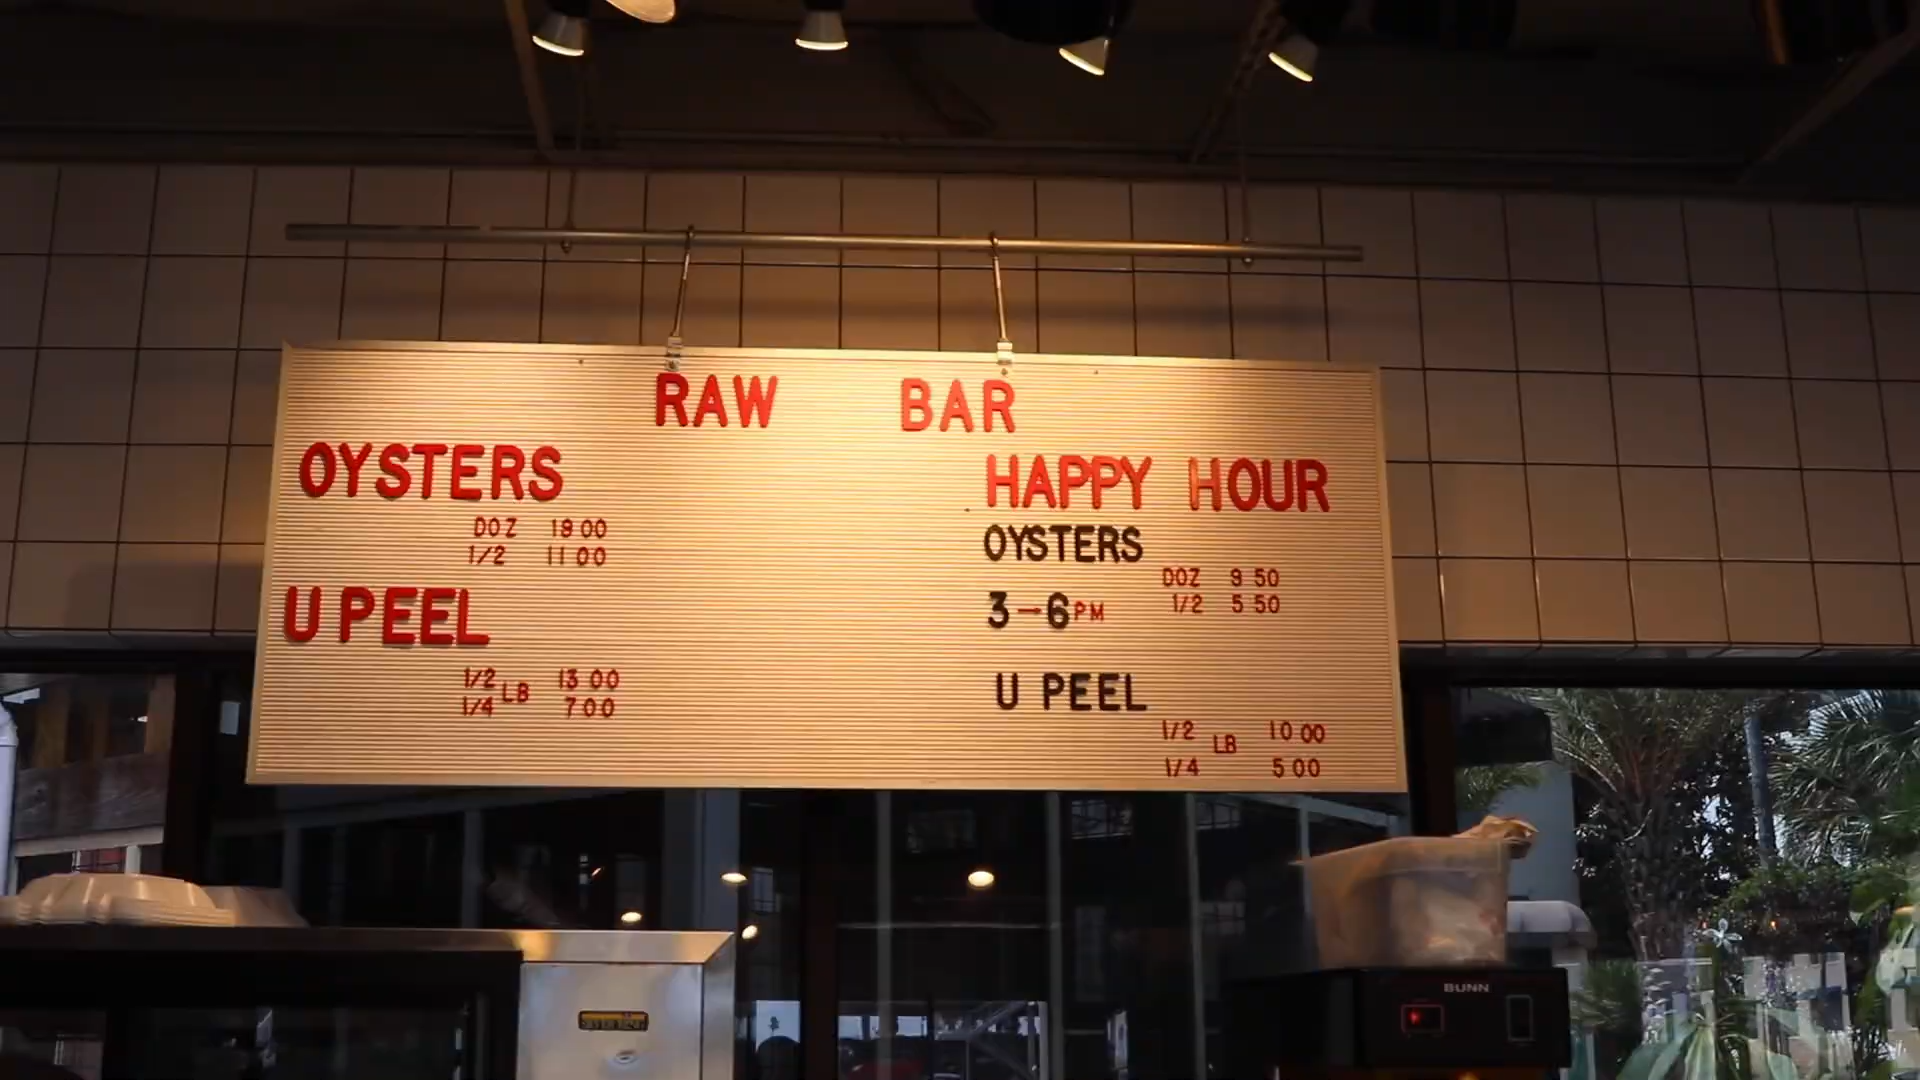 RAW BAR
OYSTERS
DOZ 19 00
1/2 11 00
U PEEL
1/2 LB 13 00
1/4 7 00
HAPPY HOUR
OYSTERS
DOZ 9 50
1/2 5 50
3→6 PM
U PEEL
1/2 LB 10 00
1/4 5 00
BUNN